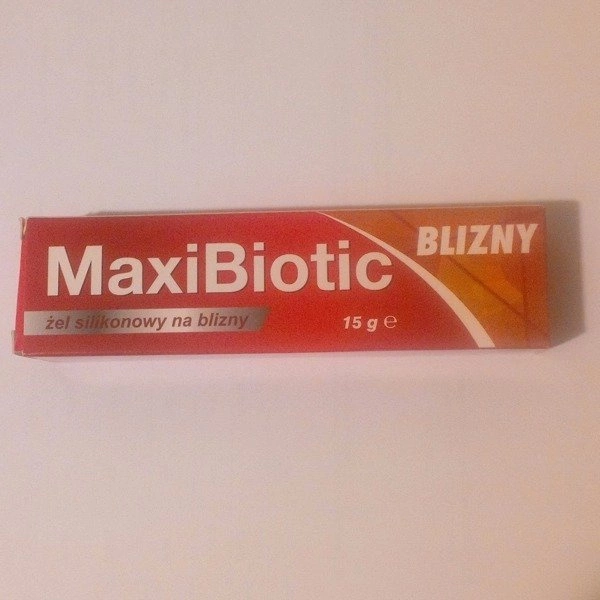 MaxiBiotic
BLIZNY
żel silikonowy na blizny
15 g ℮